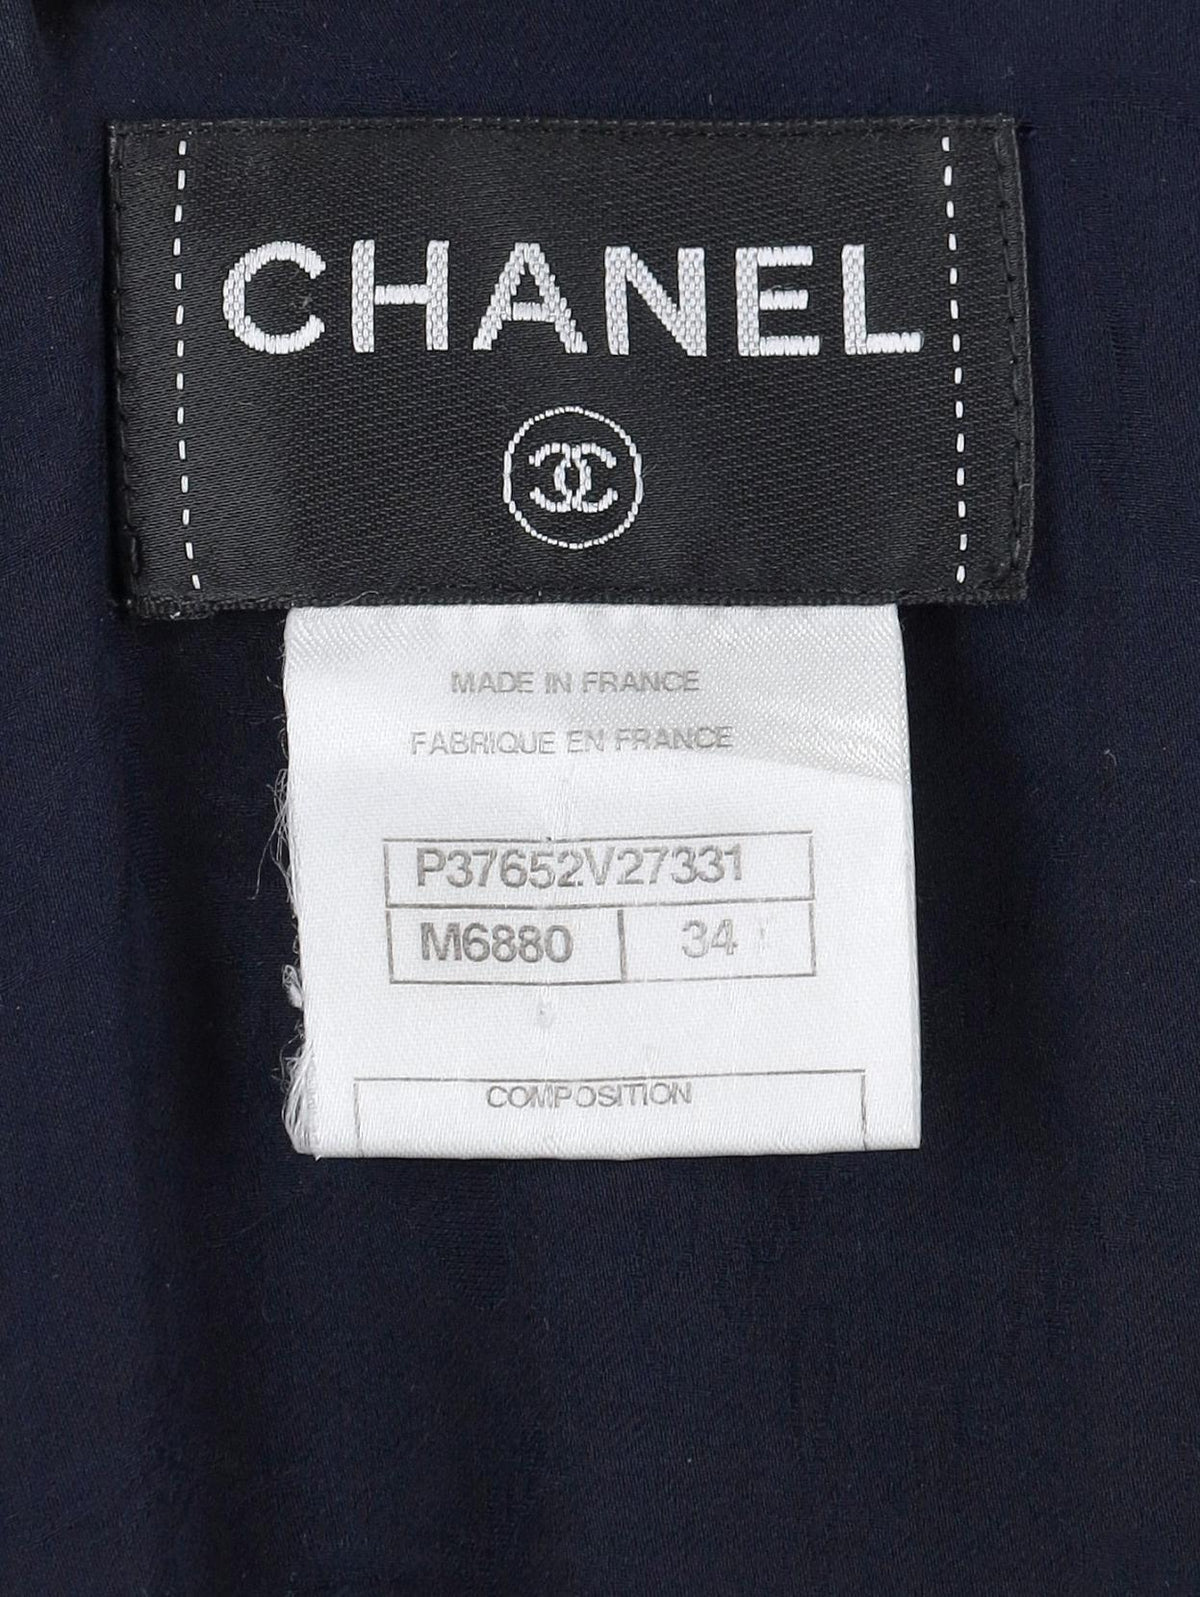 CHANEL
MADE IN FRANCE
FABRIQUE EN FRANCE
P37652V27331
M6880 34
COMPOSITION